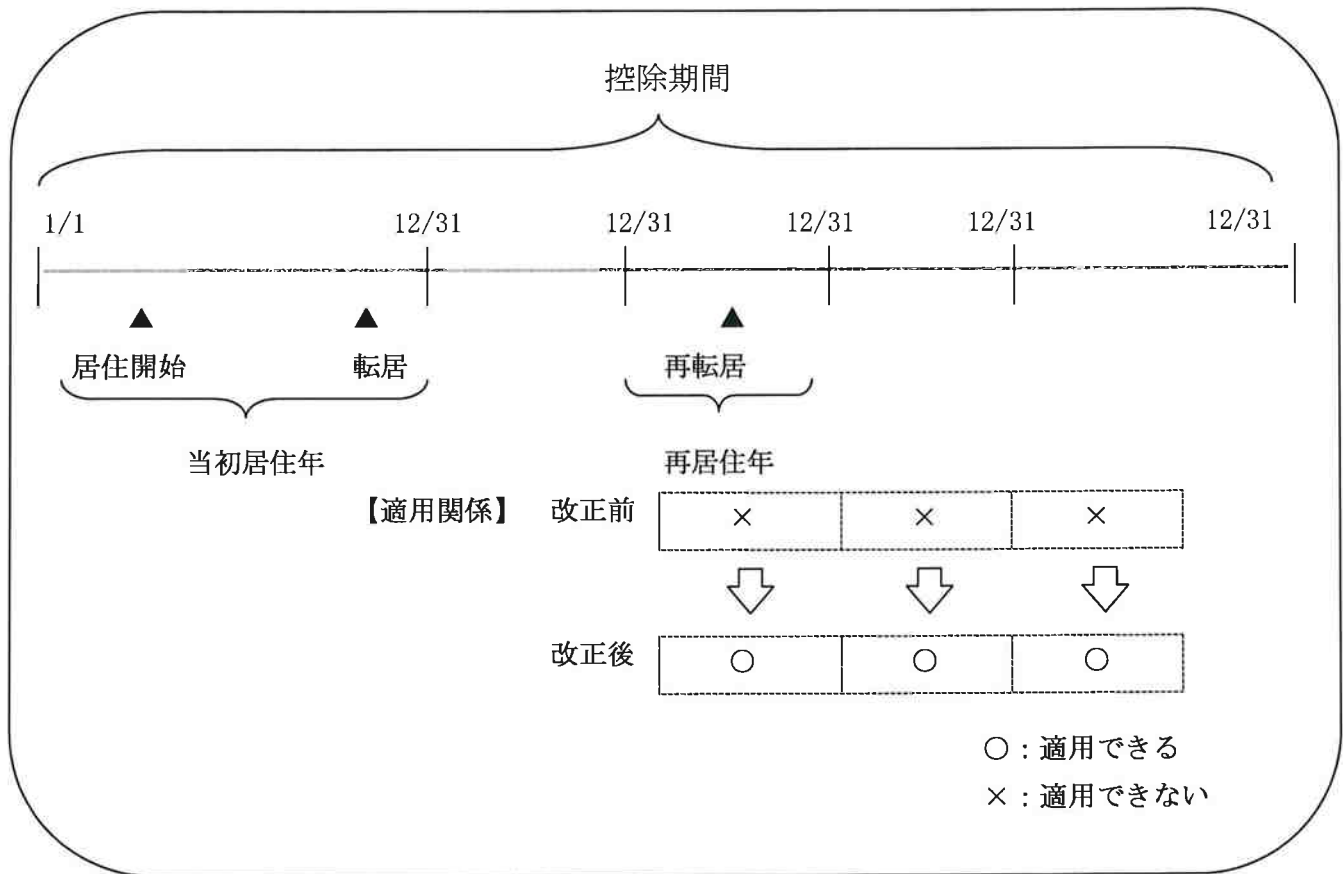 控除期間
1/1 12/31 12/31 12/31 12/31 12/31
▲ ▲ ▲
居住開始 転居 再転居
当初居住年 再居住年
【適用関係】 改正前 × × ×
改正後 ○ ○ ○
○：適用できる
×：適用できない